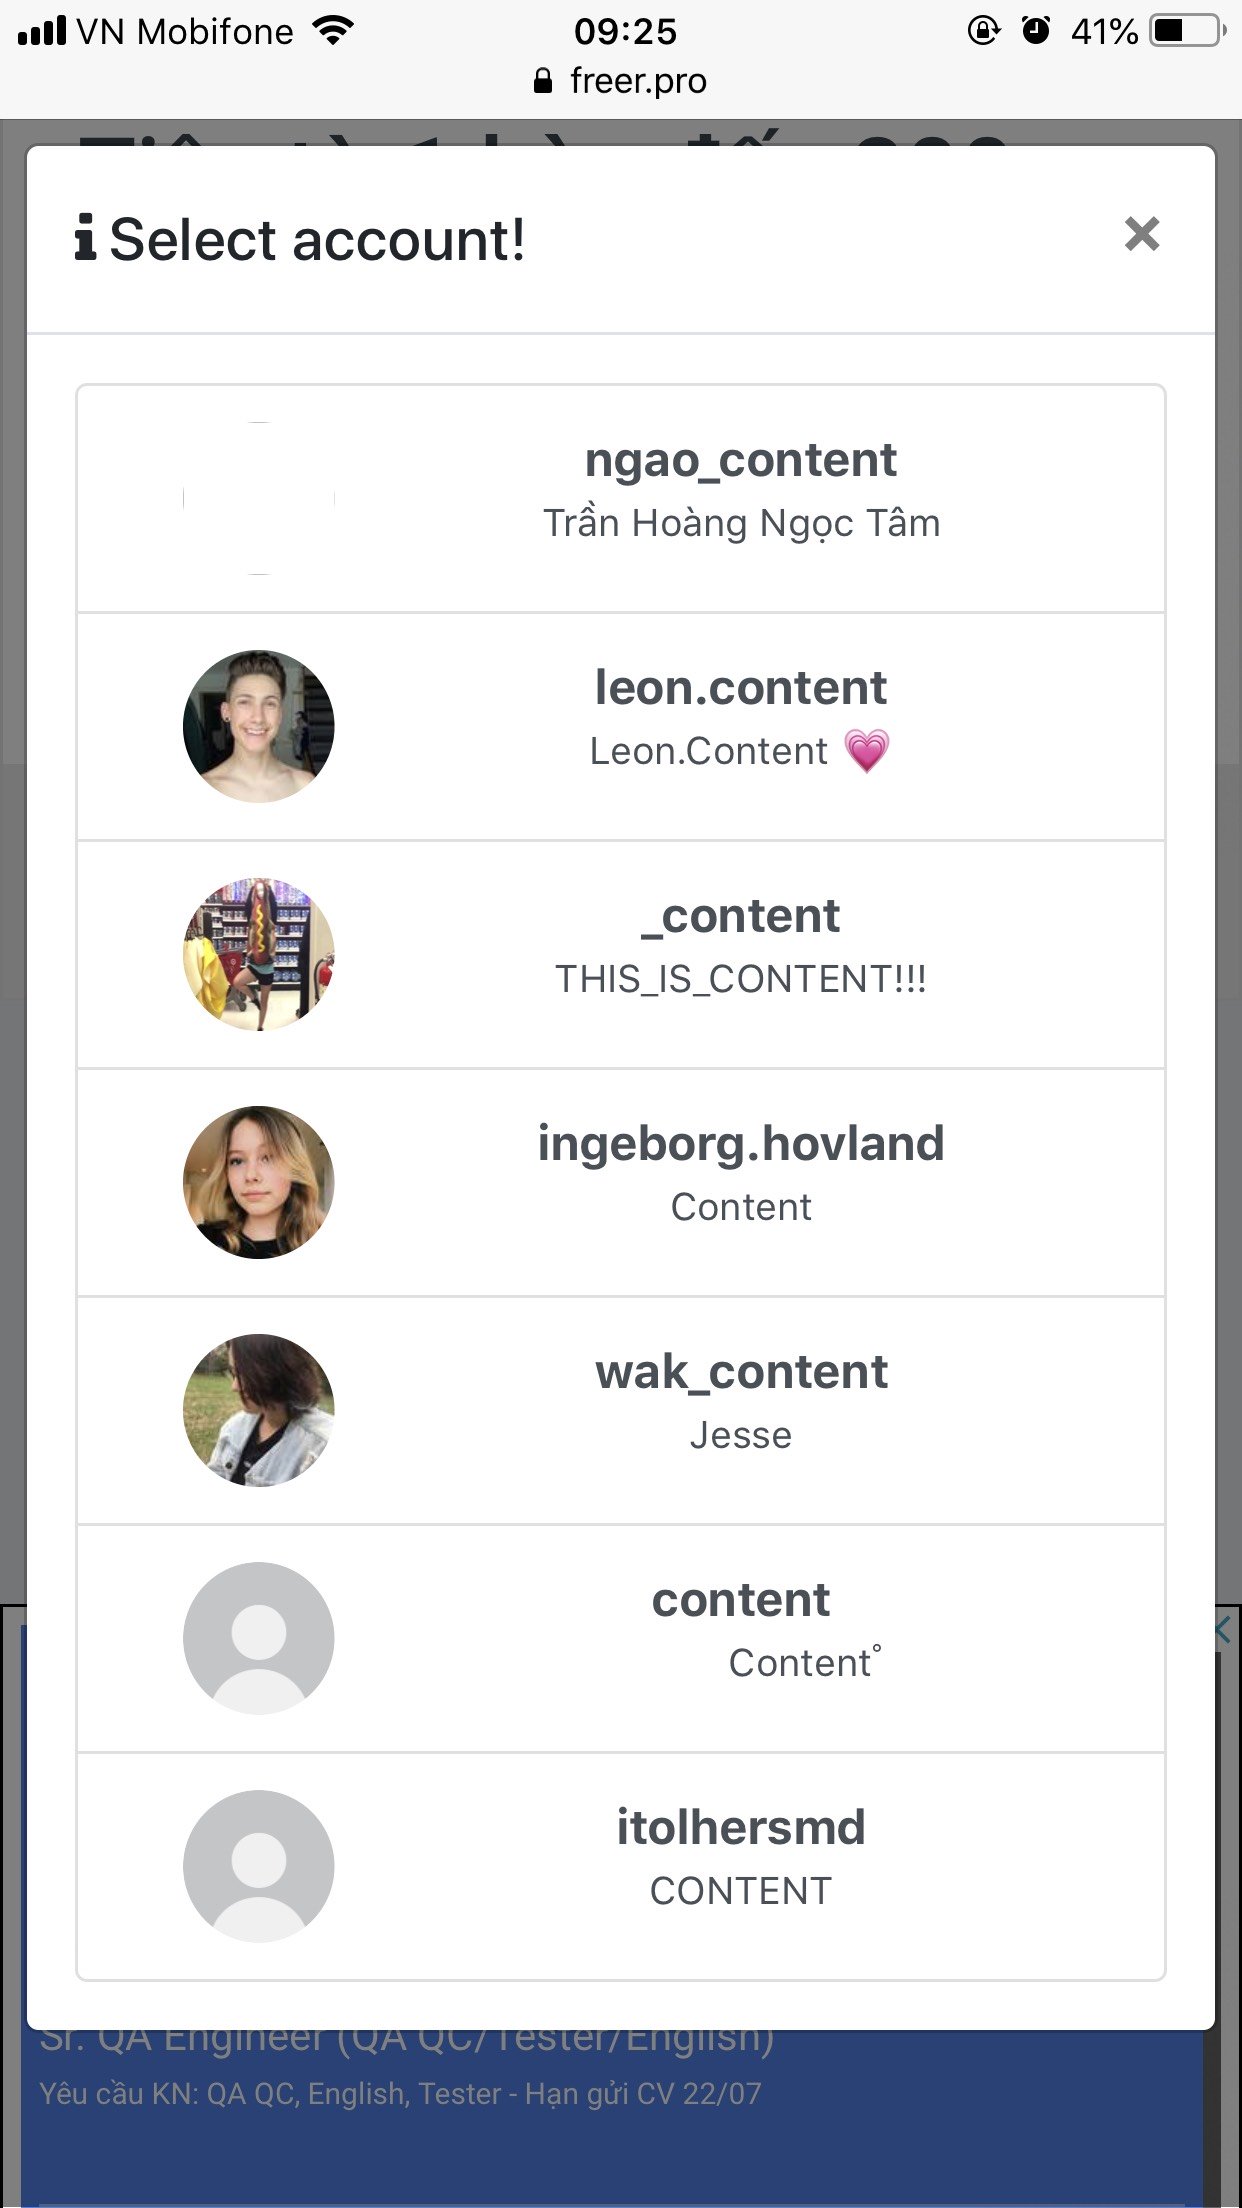 VN Mobifone 09:25 41%
freer.pro
Select account!
ngao_content
Trần Hoàng Ngọc Tâm
leon.content
Leon.Content 💗
_content
THIS_IS_CONTENT!!!
ingeborg.hovland
Content
wak_content
Jesse
content
Content˚
itolhersmd
CONTENT
Sr. QA Engineer (QA QC/Tester/English)
Yêu cầu KN: QA QC, English, Tester - Hạn gửi CV 22/07